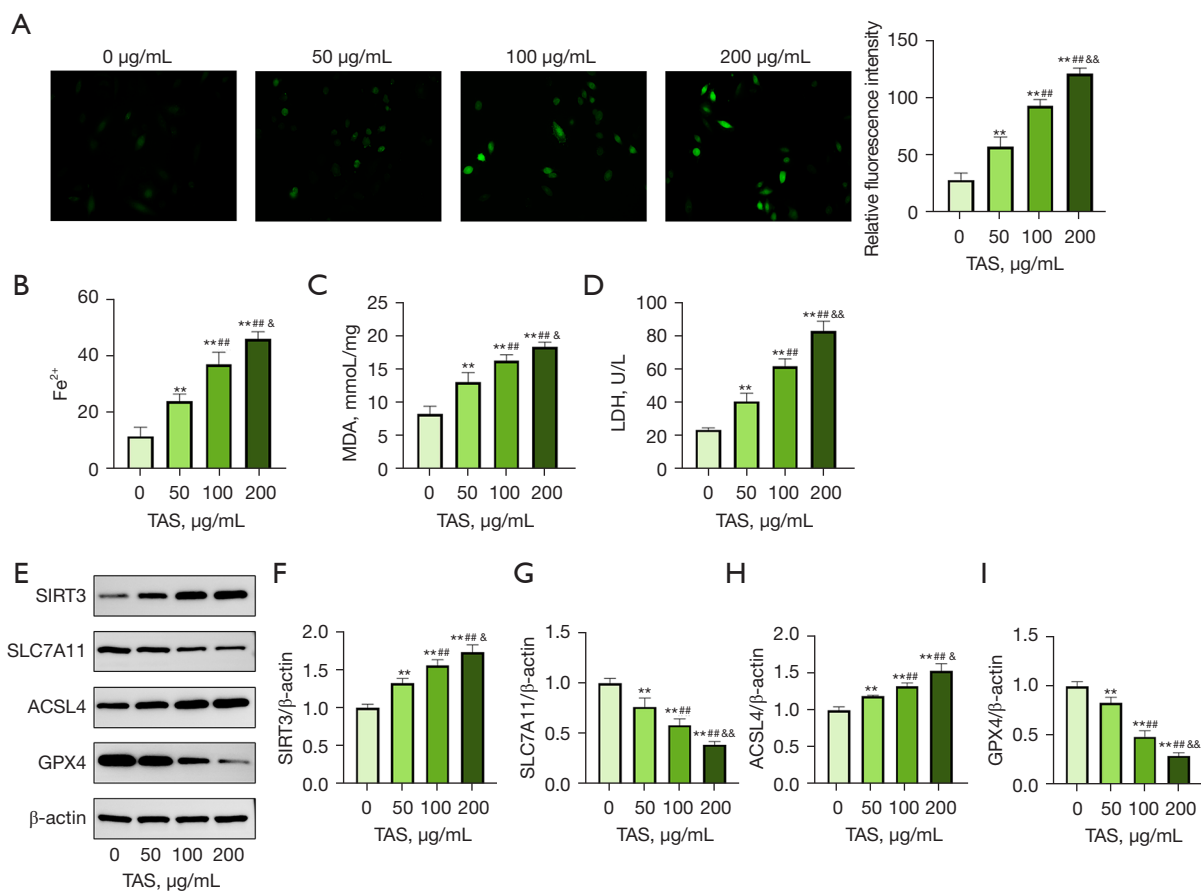 A
0 µg/mL
50 µg/mL
100 µg/mL
200 µg/mL
Relative fluorescence intensity
150
100
50
0
**
**##
**##&&
0 50 100 200
TAS, µg/mL
B
Fe2+
60
40
20
0
**
**##
**##&
0 50 100 200
TAS, µg/mL
C
MDA, mmoL/mg
25
20
15
10
5
0
**
**##
**##&
0 50 100 200
TAS, µg/mL
D
LDH, U/L
100
80
60
40
20
0
**
**##
**##&&
0 50 100 200
TAS, µg/mL
E
SIRT3
SLC7A11
ACSL4
GPX4
β-actin
0 50 100 200
TAS, µg/mL
F
SIRT3/β-actin
2.0
1.5
1.0
0.5
0.0
**
**##
**##&
0 50 100 200
TAS, µg/mL
G
SLC7A11/β-actin
1.5
1.0
0.5
0.0
**
**##
**##&&
0 50 100 200
TAS, µg/mL
H
ACSL4/β-actin
2.0
1.5
1.0
0.5
0.0
**
**##
**##&
0 50 100 200
TAS, µg/mL
I
GPX4/β-actin
1.5
1.0
0.5
0.0
**
**##
**##&&
0 50 100 200
TAS, µg/mL